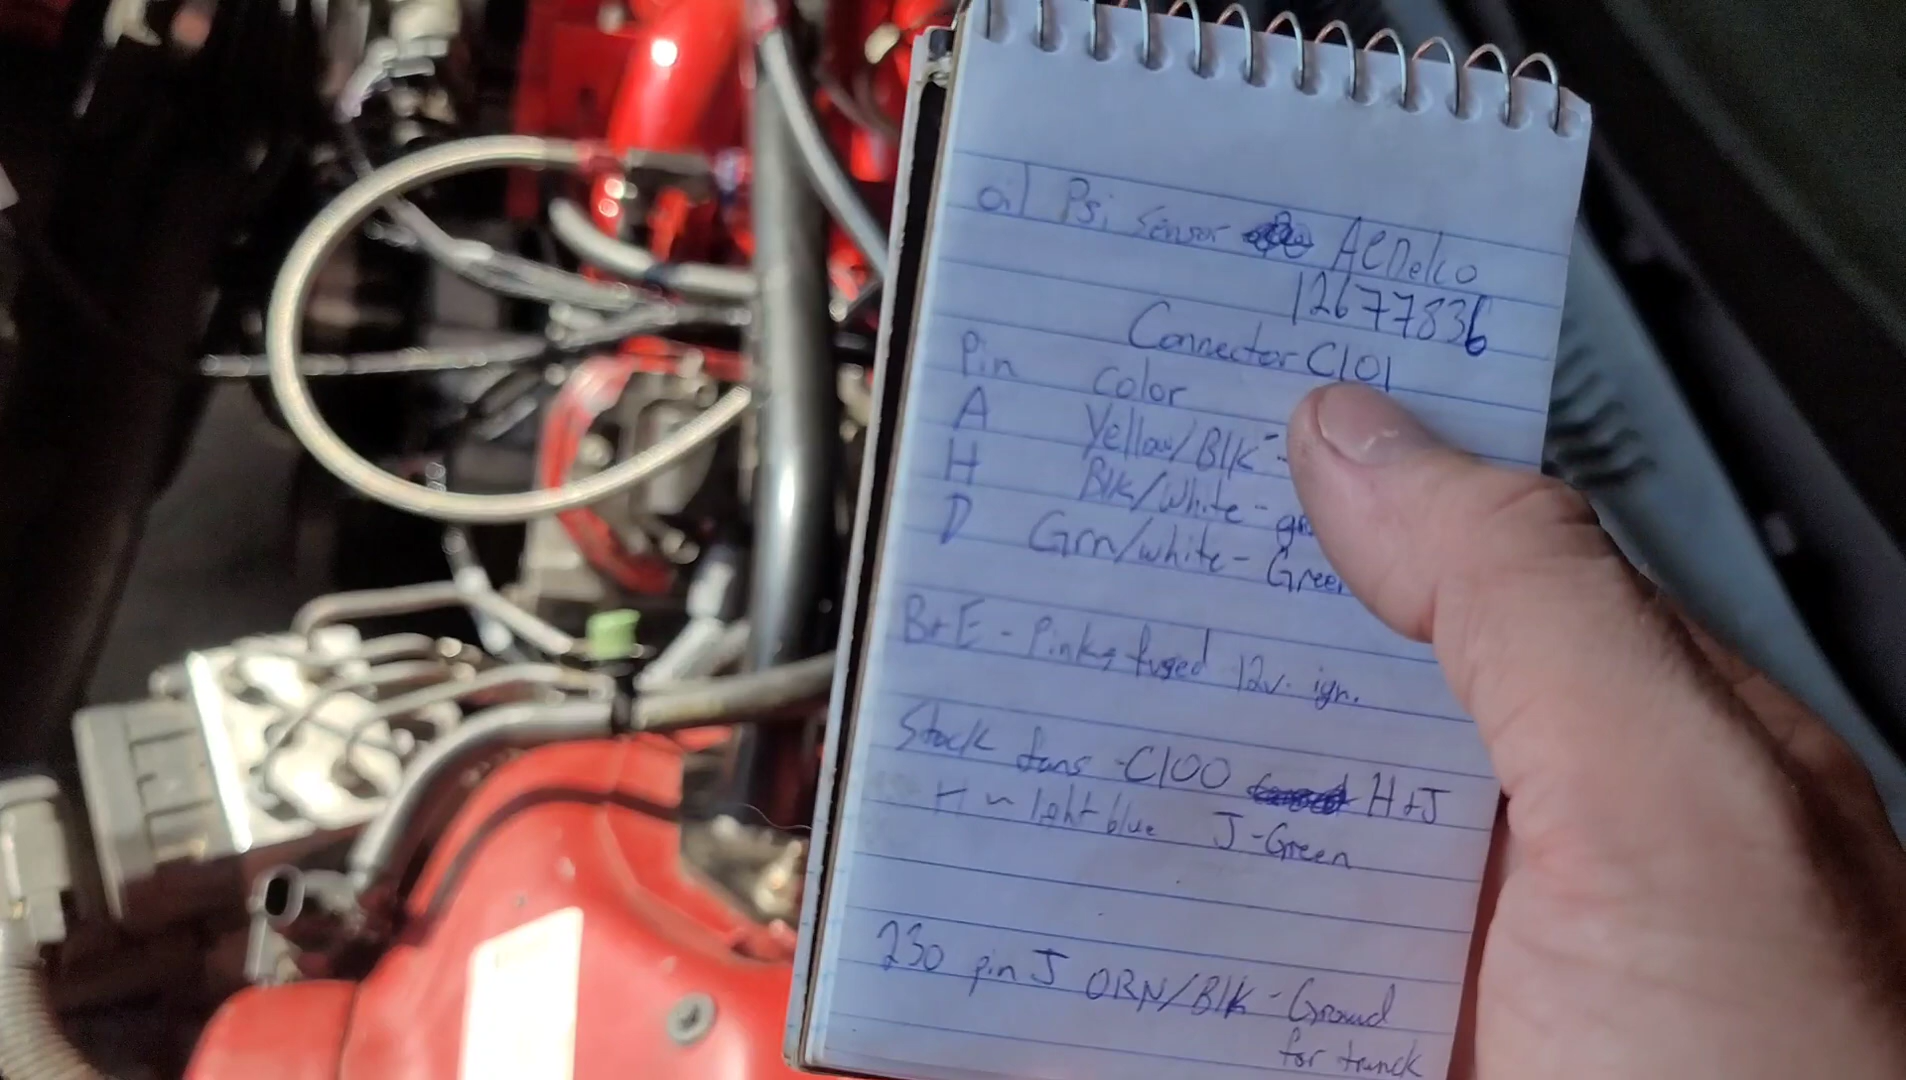 oil Psi Sensor ACDelco
12677836
Connector C101
Pin color
A Yellow/Blk -
H Blk/white -
D Grn/white - Green
B+E - Pink, fused 12v. ign.
Stock fans - C100 H+J
H - light blue J - Green
230 pin J ORN/Blk - Ground
for trunck